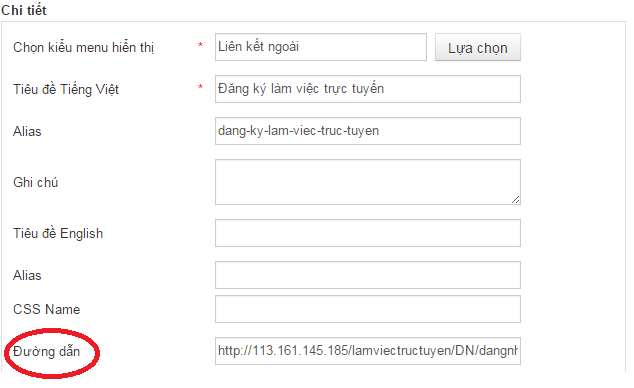 Chi tiết
Chọn kiểu menu hiển thị * Liên kết ngoài Lựa chọn
Tiêu đề Tiếng Việt * Đăng ký làm việc trực tuyến
Alias dang-ky-lam-viec-truc-tuyen
Ghi chú
Tiêu đề English
Alias
CSS Name
Đường dẫn http://113.161.145.185/lamviectructuyen/DN/dangnh